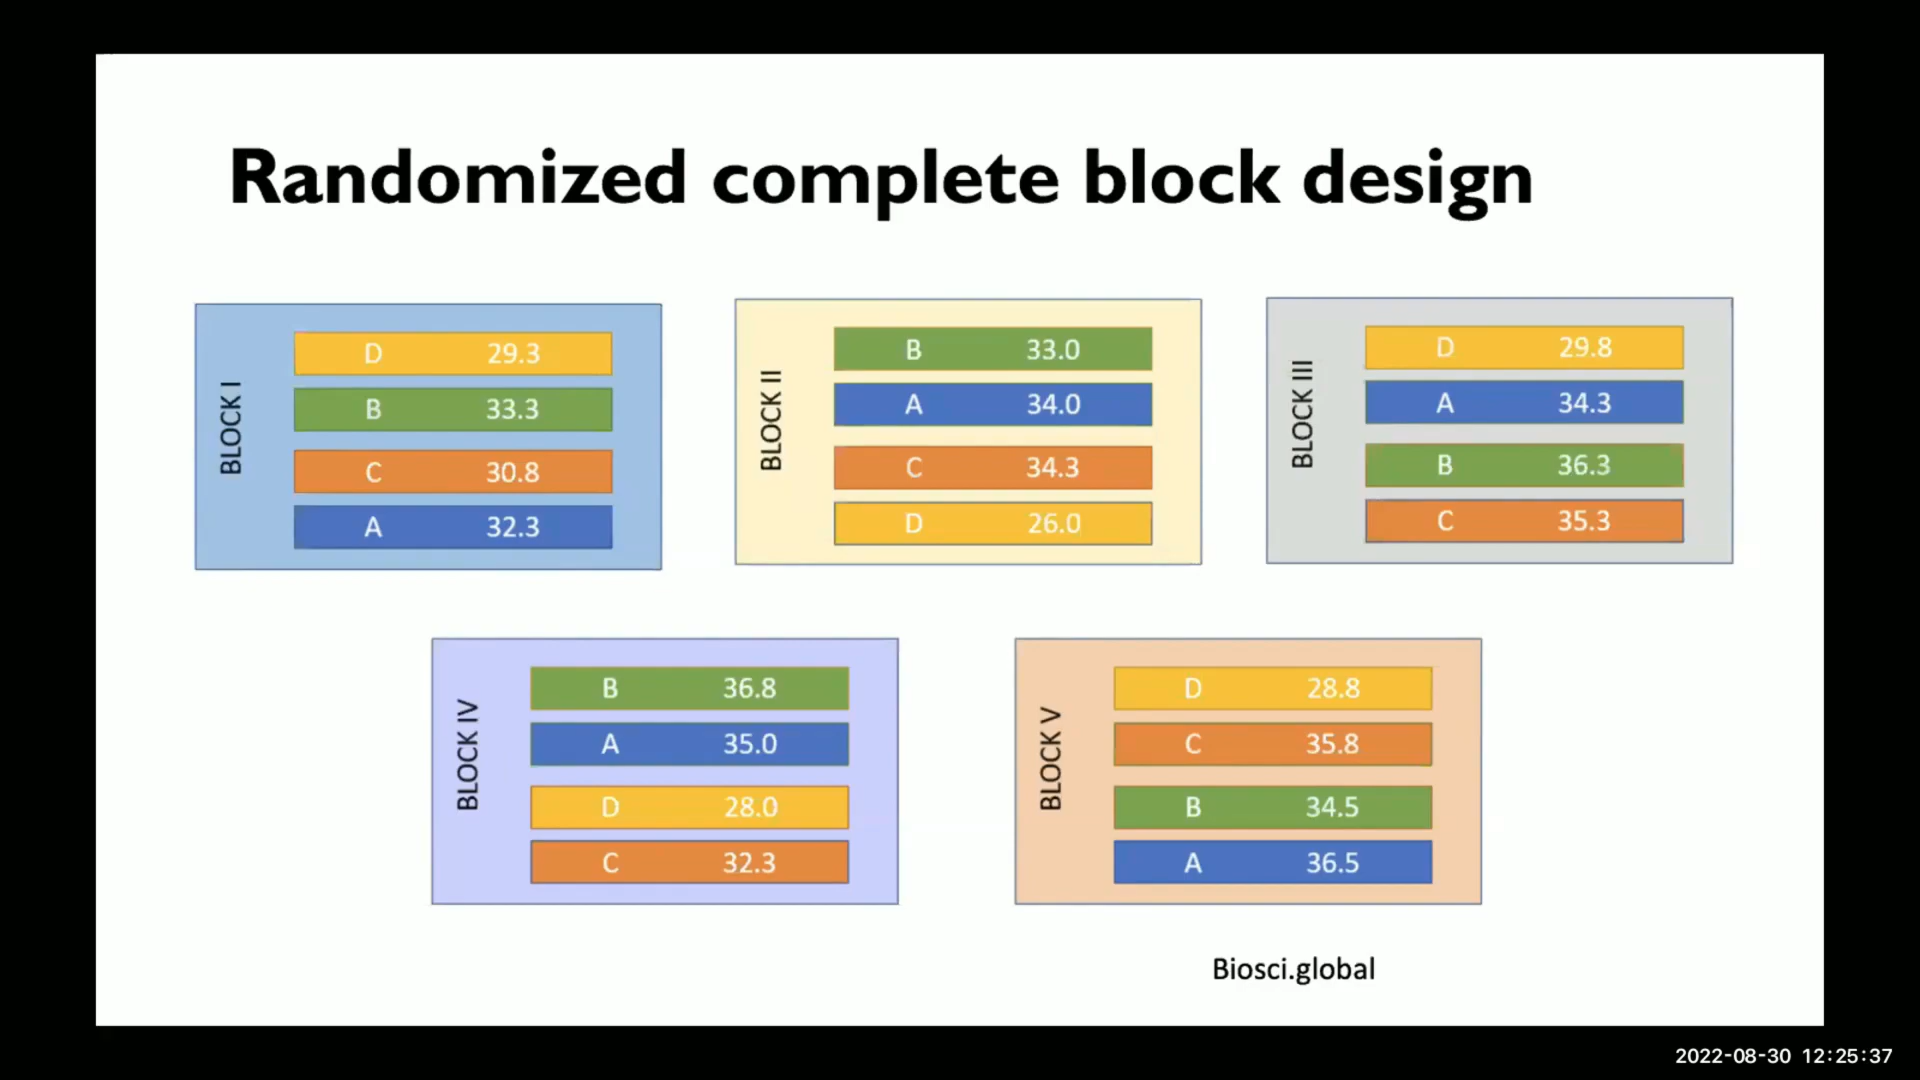 Randomized complete block design
BLOCK I
D 29.3
B 33.3
C 30.8
A 32.3
BLOCK II
B 33.0
A 34.0
C 34.3
D 26.0
BLOCK III
D 29.8
A 34.3
B 36.3
C 35.3
BLOCK IV
B 36.8
A 35.0
D 28.0
C 32.3
BLOCK V
D 28.8
C 35.8
B 34.5
A 36.5
Biosci.global
2022-08-30 12:25:37